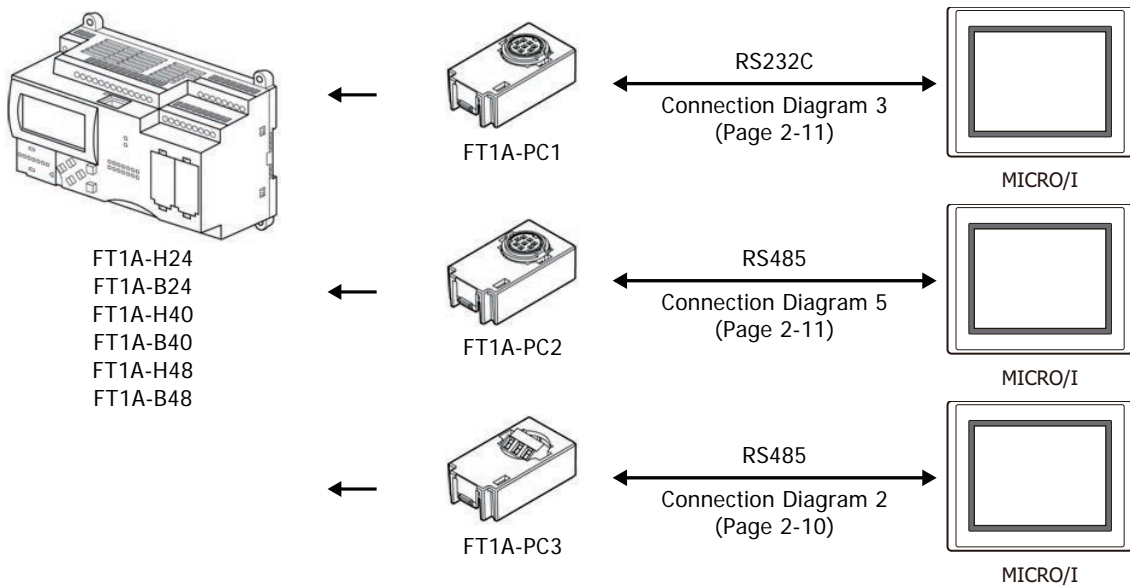 RS232C
Connection Diagram 3
(Page 2-11)
FT1A-PC1
MICRO/I
FT1A-H24
FT1A-B24
FT1A-H40
FT1A-B40
FT1A-H48
FT1A-B48
RS485
Connection Diagram 5
(Page 2-11)
FT1A-PC2
MICRO/I
RS485
Connection Diagram 2
(Page 2-10)
FT1A-PC3
MICRO/I